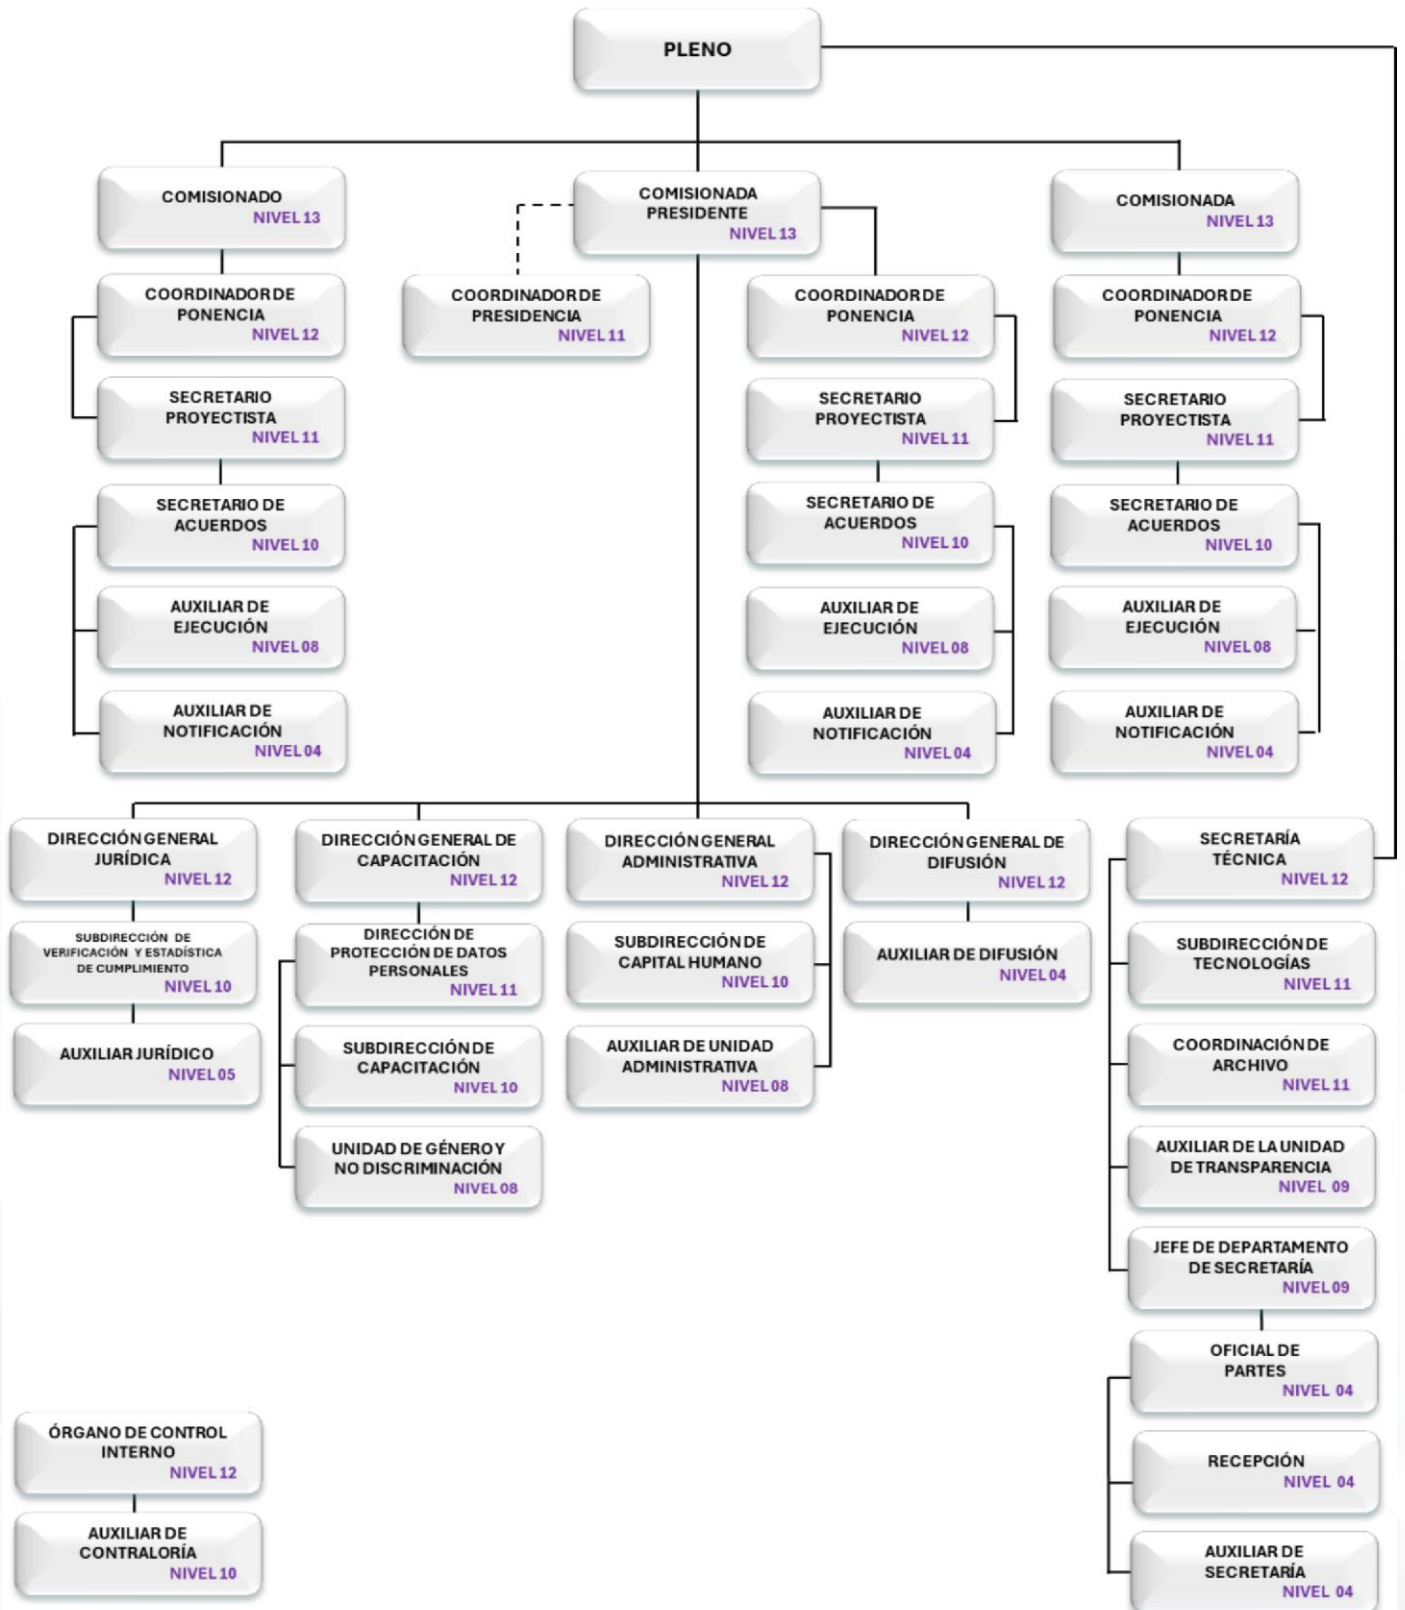 PLENO
COMISIONADO
NIVEL 13
COMISIONADA
PRESIDENTE
NIVEL 13
COMISIONADA
NIVEL 13
COORDINADOR DE
PONENCIA
NIVEL 12
COORDINADOR DE
PRESIDENCIA
NIVEL 11
COORDINADOR DE
PONENCIA
NIVEL 12
COORDINADOR DE
PONENCIA
NIVEL 12
SECRETARIO
PROYECTISTA
NIVEL 11
SECRETARIO
PROYECTISTA
NIVEL 11
SECRETARIO
PROYECTISTA
NIVEL 11
SECRETARIO DE
ACUERDOS
NIVEL 10
SECRETARIO DE
ACUERDOS
NIVEL 10
SECRETARIO DE
ACUERDOS
NIVEL 10
AUXILIAR DE
EJECUCIÓN
NIVEL 08
AUXILIAR DE
EJECUCIÓN
NIVEL 08
AUXILIAR DE
EJECUCIÓN
NIVEL 08
AUXILIAR DE
NOTIFICACIÓN
NIVEL 04
AUXILIAR DE
NOTIFICACIÓN
NIVEL 04
AUXILIAR DE
NOTIFICACIÓN
NIVEL 04
DIRECCIÓN GENERAL
JURÍDICA
NIVEL 12
DIRECCIÓN GENERAL DE
CAPACITACIÓN
NIVEL 12
DIRECCIÓN GENERAL
ADMINISTRATIVA
NIVEL 12
DIRECCIÓN GENERAL DE
DIFUSIÓN
NIVEL 12
SECRETARÍA
TÉCNICA
NIVEL 12
SUBDIRECCIÓN DE
VERIFICACIÓN Y ESTADÍSTICA
DE CUMPLIMIENTO
NIVEL 10
DIRECCIÓN DE
PROTECCIÓN DE DATOS
PERSONALES
NIVEL 11
SUBDIRECCIÓN DE
CAPITAL HUMANO
NIVEL 10
AUXILIAR DE DIFUSIÓN
NIVEL 04
SUBDIRECCIÓN DE
TECNOLOGÍAS
NIVEL 11
AUXILIAR JURÍDICO
NIVEL 05
SUBDIRECCIÓN DE
CAPACITACIÓN
NIVEL 10
AUXILIAR DE UNIDAD
ADMINISTRATIVA
NIVEL 08
COORDINACIÓN DE
ARCHIVO
NIVEL 11
UNIDAD DE GÉNERO Y
NO DISCRIMINACIÓN
NIVEL 08
AUXILIAR DE LA UNIDAD
DE TRANSPARENCIA
NIVEL 09
JEFE DE DEPARTAMENTO
DE SECRETARÍA
NIVEL 09
OFICIAL DE
PARTES
NIVEL 04
ÓRGANO DE CONTROL
INTERNO
NIVEL 12
RECEPCIÓN
NIVEL 04
AUXILIAR DE
CONTRALORÍA
NIVEL 10
AUXILIAR DE
SECRETARÍA
NIVEL 04